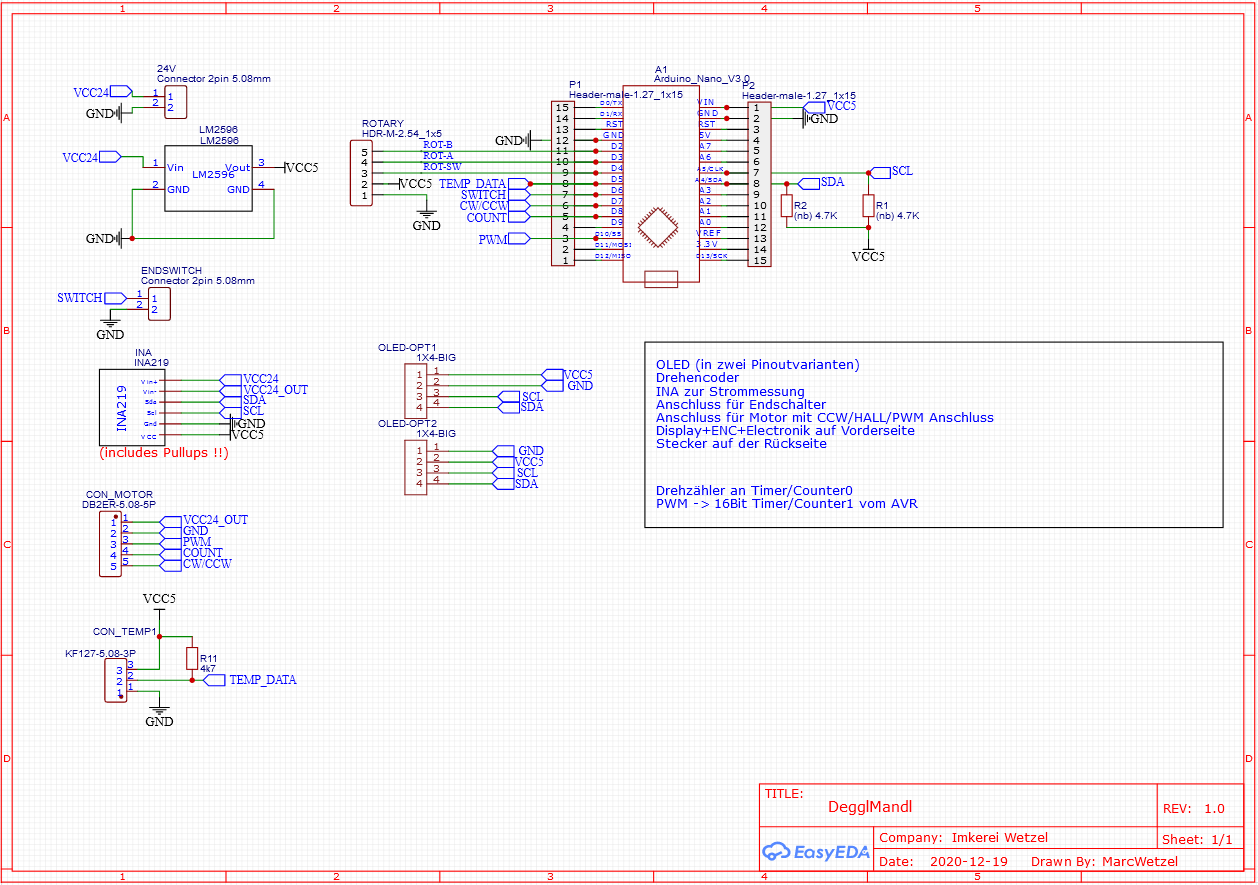 1 2 3 4 5
A
B
C
D
24V
Connector 2pin 5.08mm
VCC24 1 1
GND 2 2
LM2596
LM2596
VCC24 1 Vin Vout 3 VCC5
LM2596
2 GND GND 4
GND
ENDSWITCH
Connector 2pin 5.08mm
SWITCH 1 1
2 2
GND
INA
INA219
INA219
Vin+ VCC24
Vin- VCC24_OUT
Sda SDA
Scl SCL
Gnd GND
VCC VCC5
(includes Pullups !!)
CON_MOTOR
DB2ER-5.08-5P
1 1 VCC24_OUT
2 2 GND
3 3 PWM
4 4 COUNT
5 5 CW/CCW
VCC5
CON_TEMP1
KF127-5.08-3P
3 3
2 2
1 1
R11
4k7
TEMP_DATA
GND
ROTARY
HDR-M-2.54_1x5
5 ROT-B
4 ROT-A
3 ROT-SW
2 VCC5
1
GND
P1
Header-male-1.27_1x15
A1
Arduino_Nano_V3.0
P2
Header-male-1.27_1x15
15 D0/TX VIN 1 VCC5
14 D1/RX GND 2 GND
13 RST RST 3
GND 12 GND 5V 4
11 D2 A7 5
10 D3 A6 6
9 D4 A5/CLK 7 SCL
TEMP_DATA 8 D5 A4/SDA 8 SDA
SWITCH 7 D6 A3 9
CW/CCW 6 D7 A2 10
COUNT 5 D8 A1 11
4 D9 A0 12
PWM 3 D10/SS VREF 13
2 D11/MOSI 3.3V 14
1 D12/MISO D13/SCK 15
R2
(nb) 4.7K
R1
(nb) 4.7K
VCC5
OLED-OPT1
1X4-BIG
1 1 VCC5
2 2 GND
3 3 SCL
4 4 SDA
OLED-OPT2
1X4-BIG
1 1 GND
2 2 VCC5
3 3 SCL
4 4 SDA
OLED (in zwei Pinoutvarianten)
Drehencoder
INA zur Strommessung
Anschluss für Endschalter
Anschluss für Motor mit CCW/HALL/PWM Anschluss
Display+ENC+Electronik auf Vorderseite
Stecker auf der Rückseite
Drehzähler an Timer/Counter0
PWM -> 16Bit Timer/Counter1 vom AVR
TITLE:
DegglMandl
REV: 1.0
EasyEDA
Company: Imkerei Wetzel
Sheet: 1/1
Date: 2020-12-19 Drawn By: MarcWetzel
A
B
C
D
1 2 3 4 5